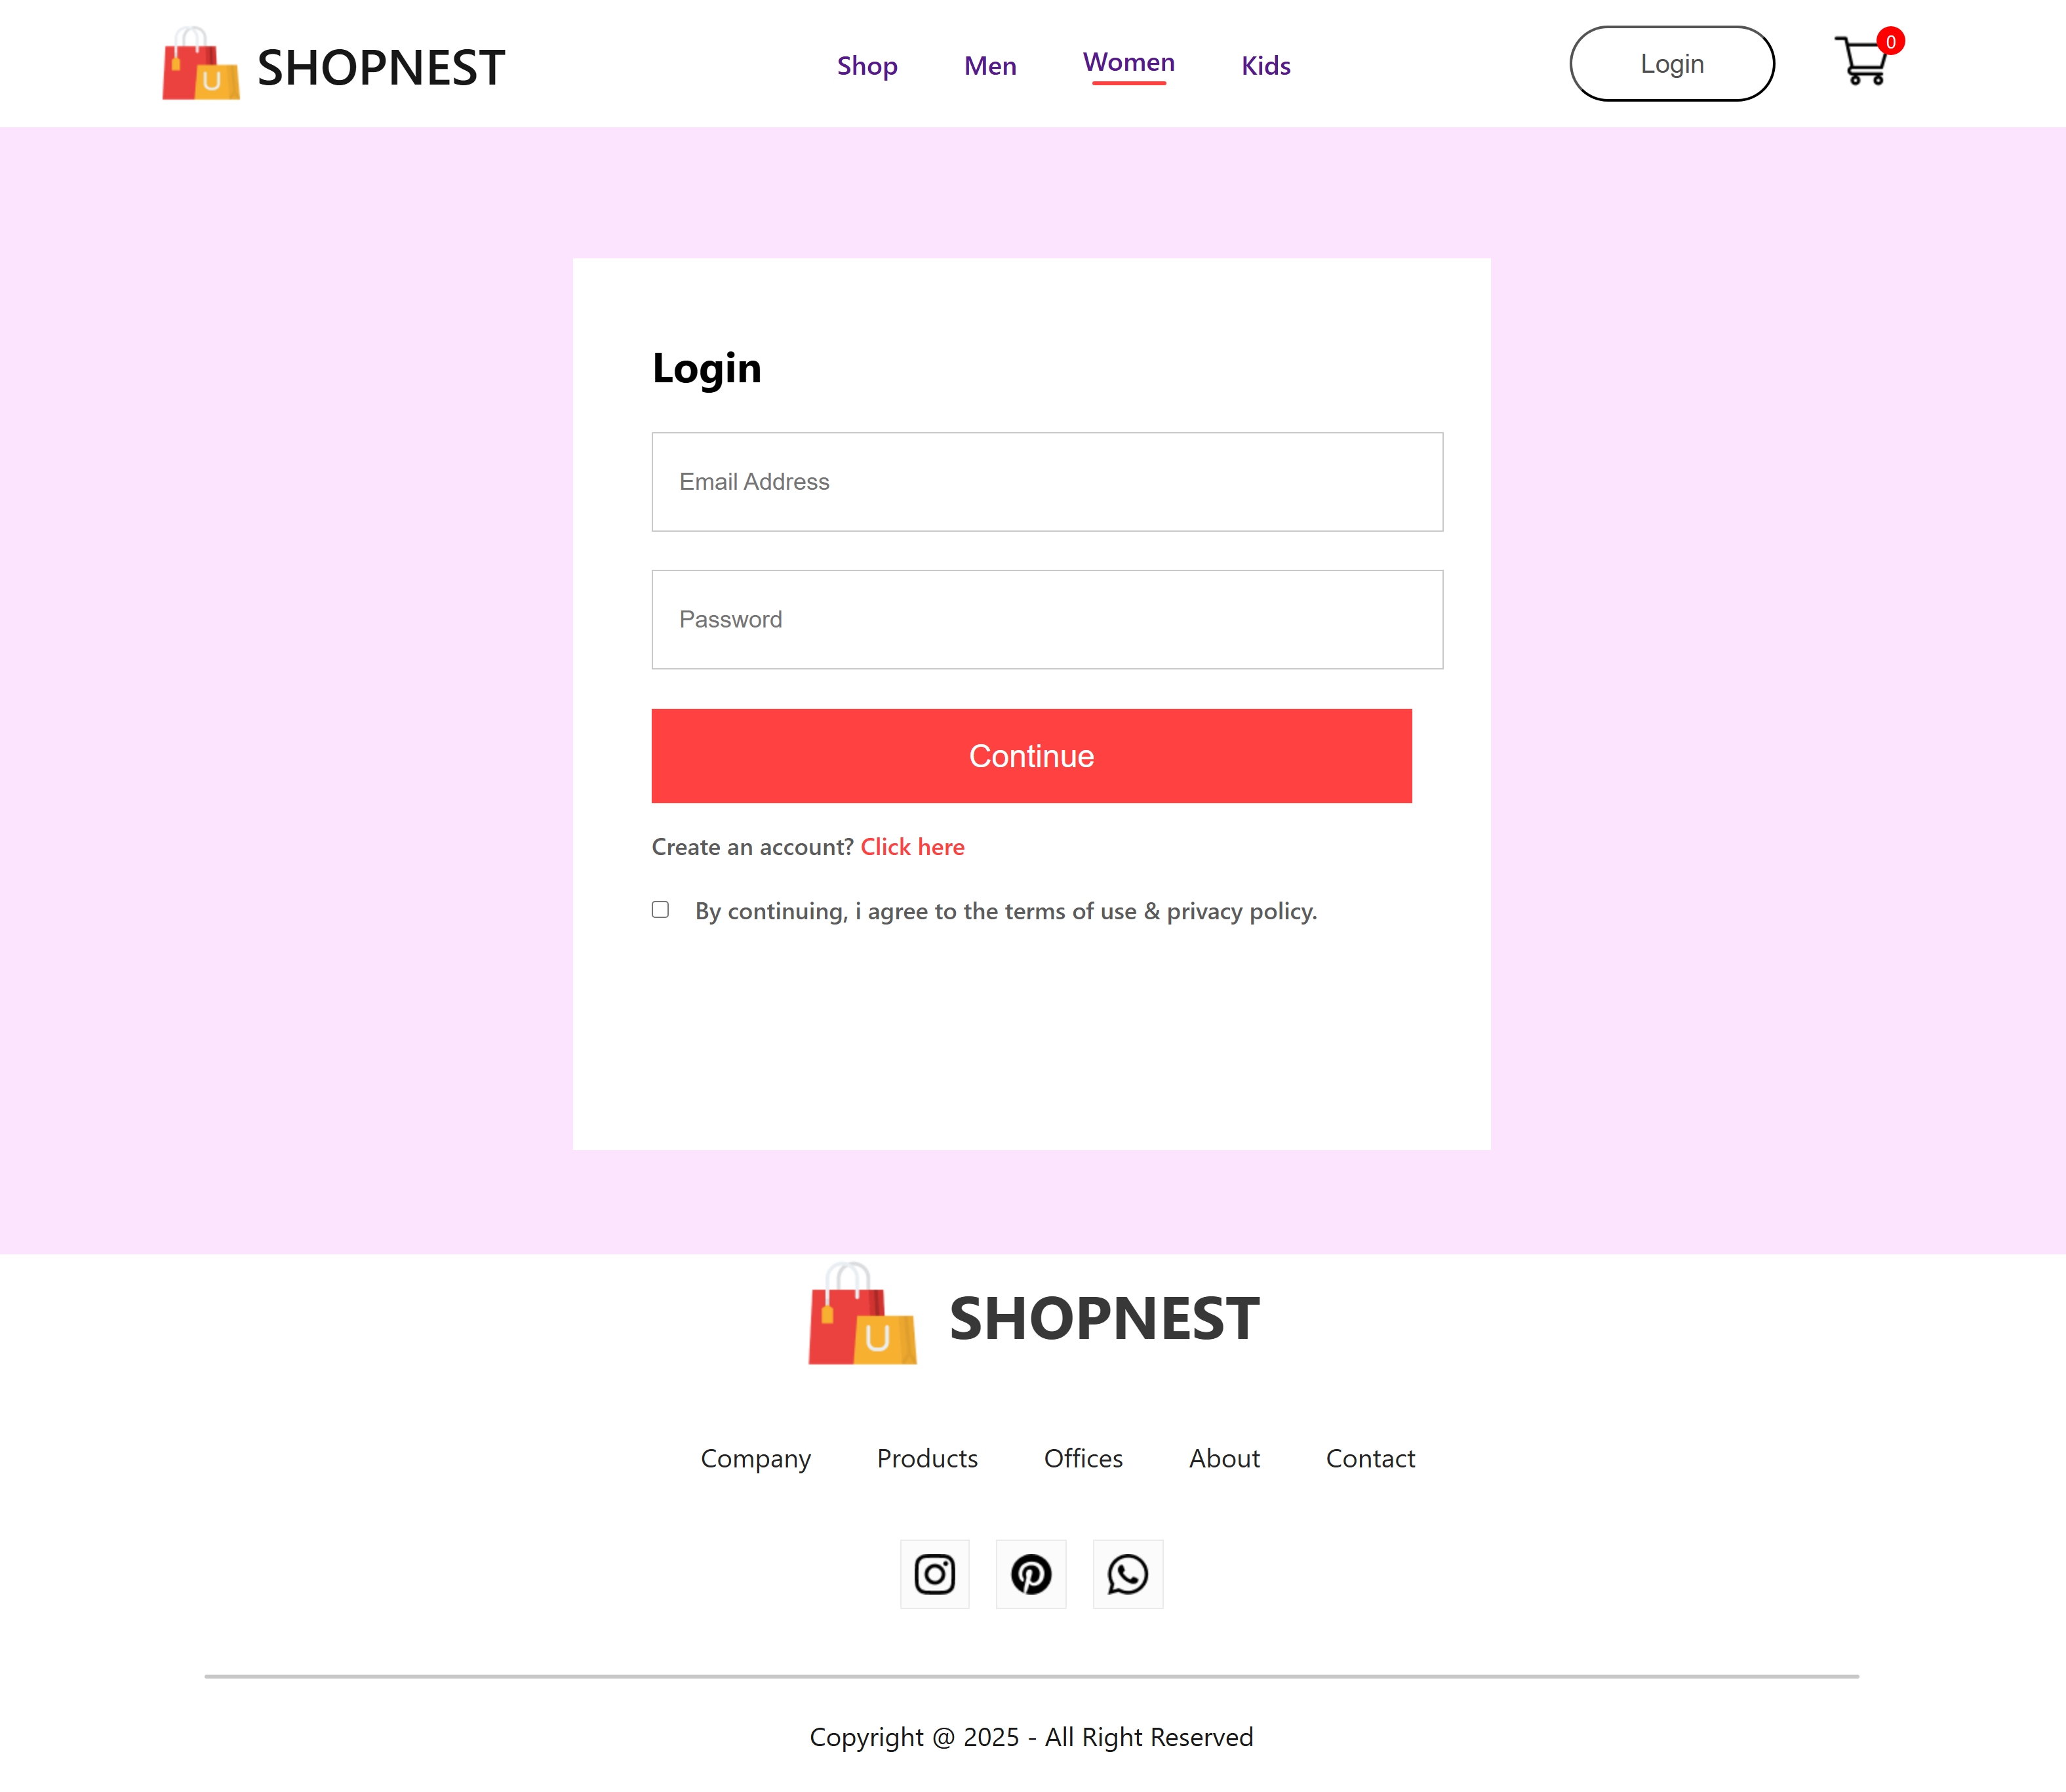 SHOPNEST
Shop Men Women Kids
Login
0
Login
Email Address
Password
Continue
Create an account? Click here
By continuing, i agree to the terms of use & privacy policy.
U
SHOPNEST
Company Products Offices About Contact
Copyright @ 2025 - All Right Reserved